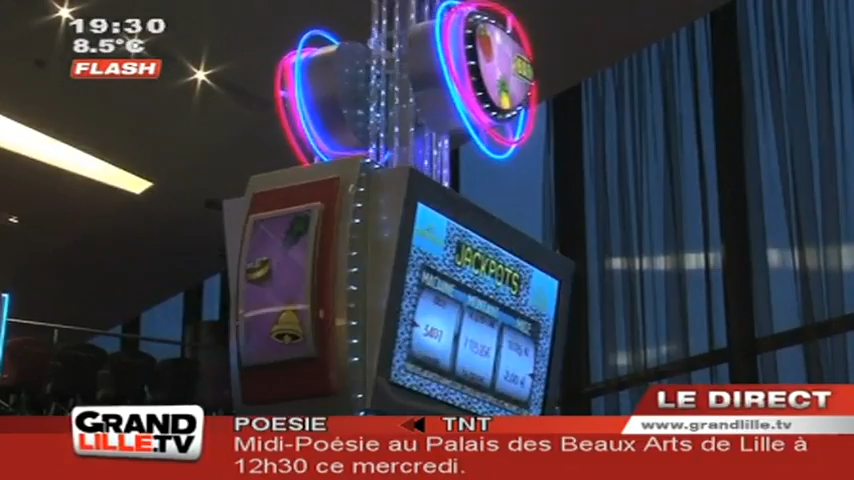 19:30
8.5°C
FLASH
JACKPOTS
MACHINE
GRAND
LILLE.TV
LE DIRECT
www.grandlille.tv
POESIE
TNT
Midi-Poésie au Palais des Beaux Arts de Lille à
12h30 ce mercredi.